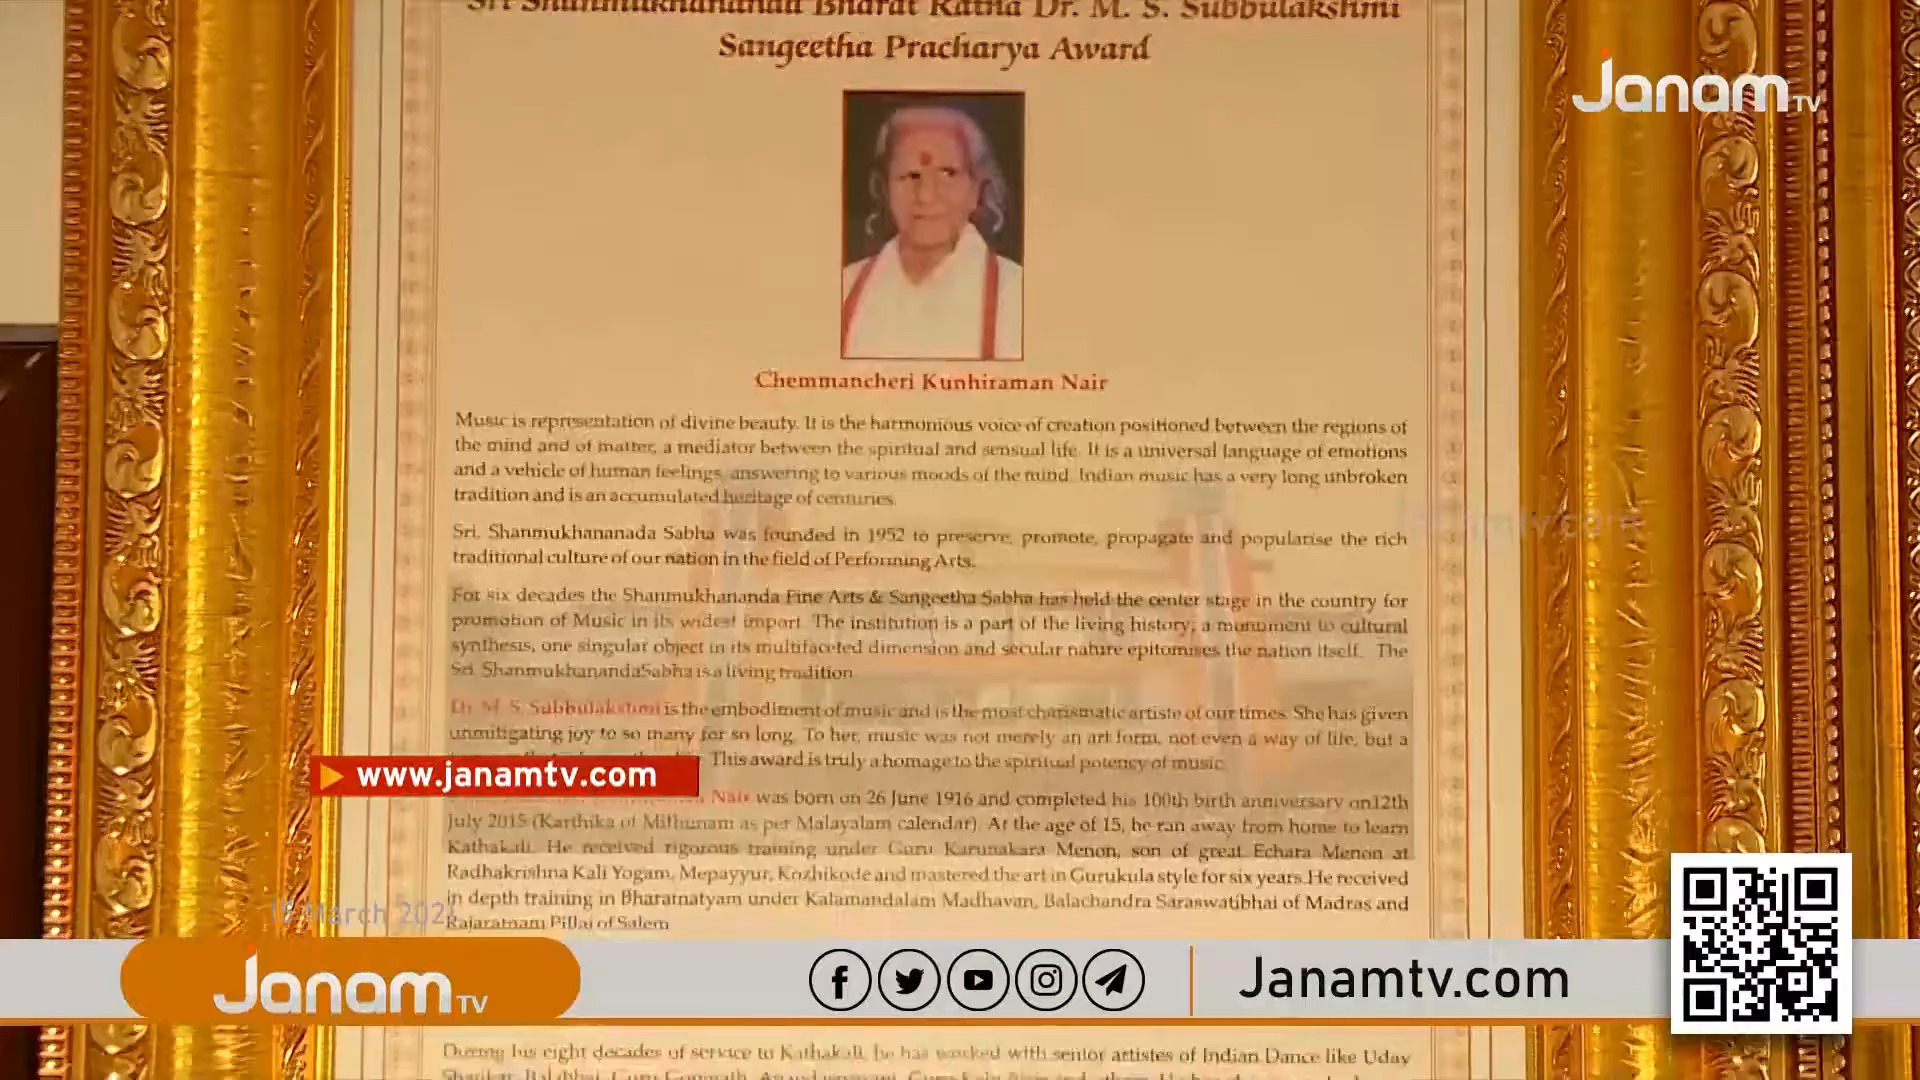 Sri Shanmukhananda Bharat Ratna Dr. M. S. Subbulakshmi
Sangeetha Pracharya Award
Janam TV
Chemmancheri Kunhiraman Nair
Music is representation of divine beauty. It is the harmonious voice of creation positioned between the regions of
the mind and of matter, a mediator between the spiritual and sensual life. It is a universal language of emotions
and a vehicle of human feelings, answering to various moods of the mind. Indian music has a very long unbroken
tradition and is an accumulated heritage of centuries.
Sri. Shanmukhananada Sabha was founded in 1952 to preserve, promote, propagate and popularise the rich
traditional culture of our nation in the field of Performing Arts.
For six decades the Shanmukhananda Fine Arts & Sangeetha Sabha has held the center stage in the country for
promotion of Music in its widest import. The institution is a part of the living history, a monument to cultural
synthesis, one singular object in its multifaceted dimension and secular nature epitomises the nation itself. The
Sri. ShanmukhanandaSabha is a living tradition
Dr. M. S. Subbulakshmi is the embodiment of music and is the most charismatic artiste of our times. She has given
unmitigating joy to so many for so long. To her, music was not merely an art form, not even a way of life, but a
This award is truly a homage to the spiritual potency of music.
www.janamtv.com
Nair was born on 26 June 1916 and completed his 100th birth anniversary on12th
July 2015 (Karthika of Mithunam as per Malayalam calendar). At the age of 15, he ran away from home to learn
Kathakali. He received rigorous training under Guru Karunakara Menon, son of great Echara Menon at
Radhakrishna Kali Yogam, Mepayyur, Kozhikode and mastered the art in Gurukula style for six years.He received
in depth training in Bharatnatyam under Kalamandalam Madhavan, Balachandra Saraswatibhai of Madras and
Rajaratnam Pillai of Salem
March 202
Janam TV
Janamtv.com
During his eight decades of service to Kathakali, he has worked with senior artistes of Indian Dance like Uday